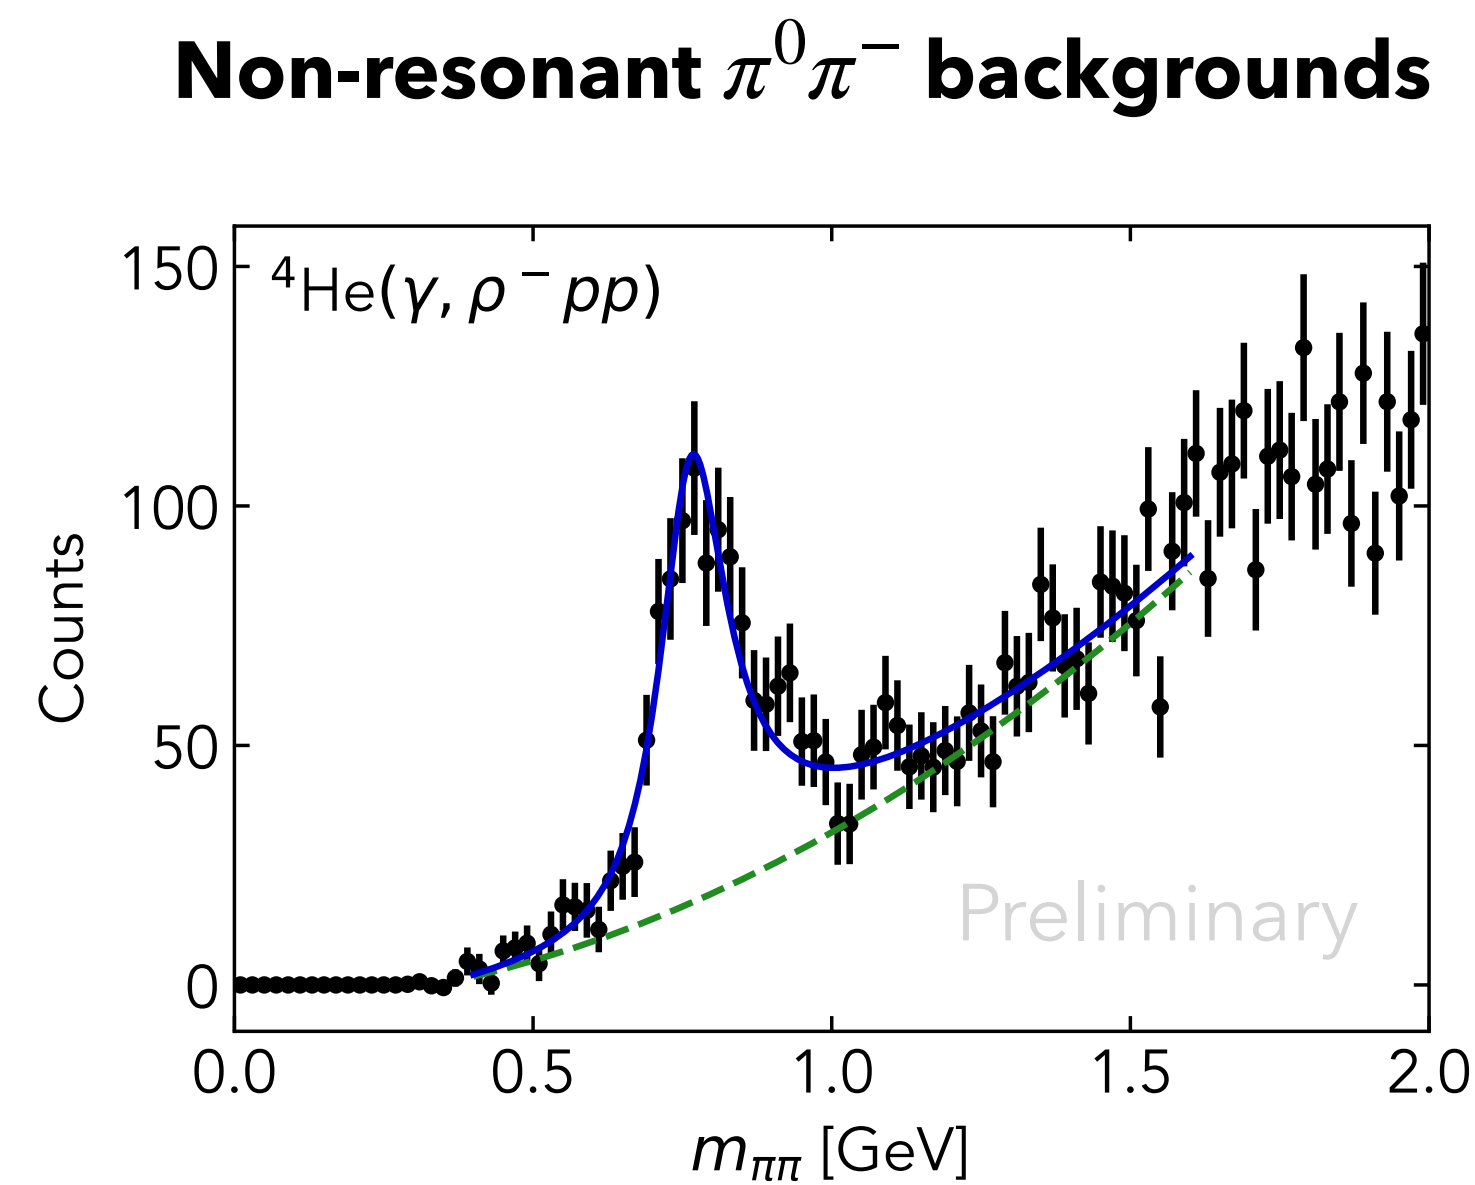 Non-resonant π⁰π⁻ backgrounds
⁴He(γ, ρ⁻pp)
150
100
50
0
Counts
Preliminary
0.0 0.5 1.0 1.5 2.0
m_ππ [GeV]